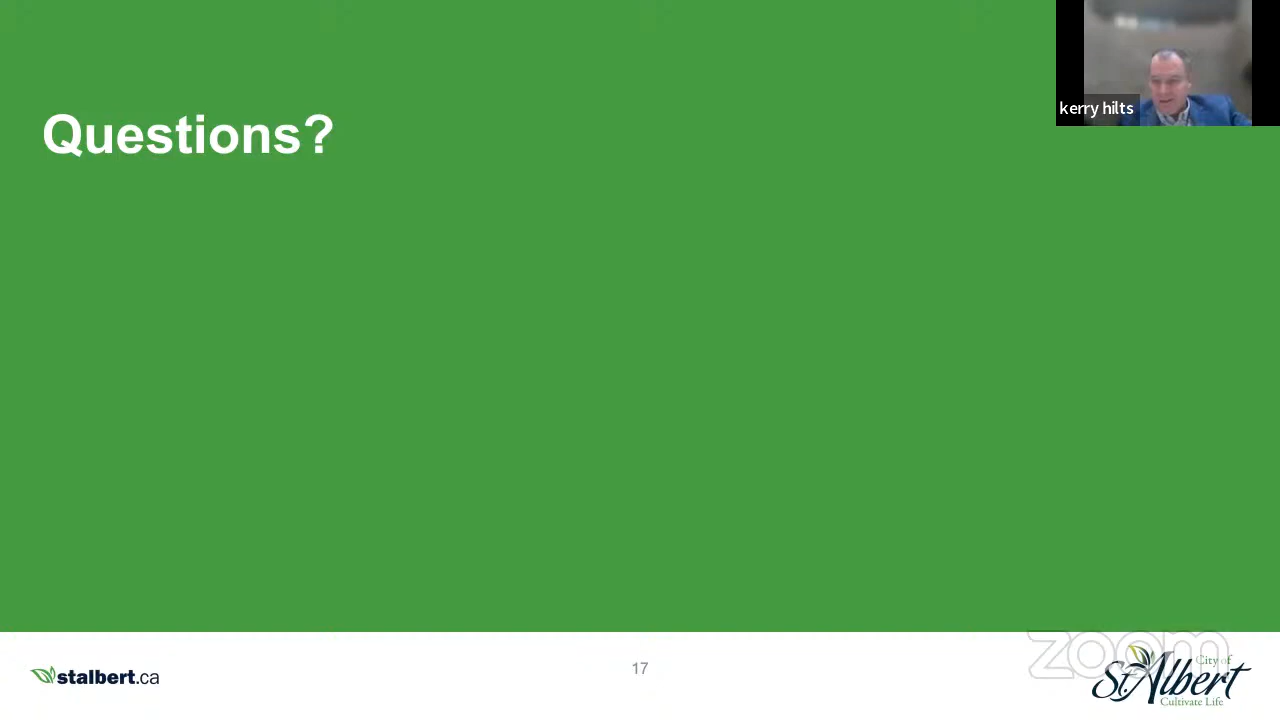 Questions?
kerry hilts
stalbert.ca
17
zoom
City of
St. Albert
Cultivate Life